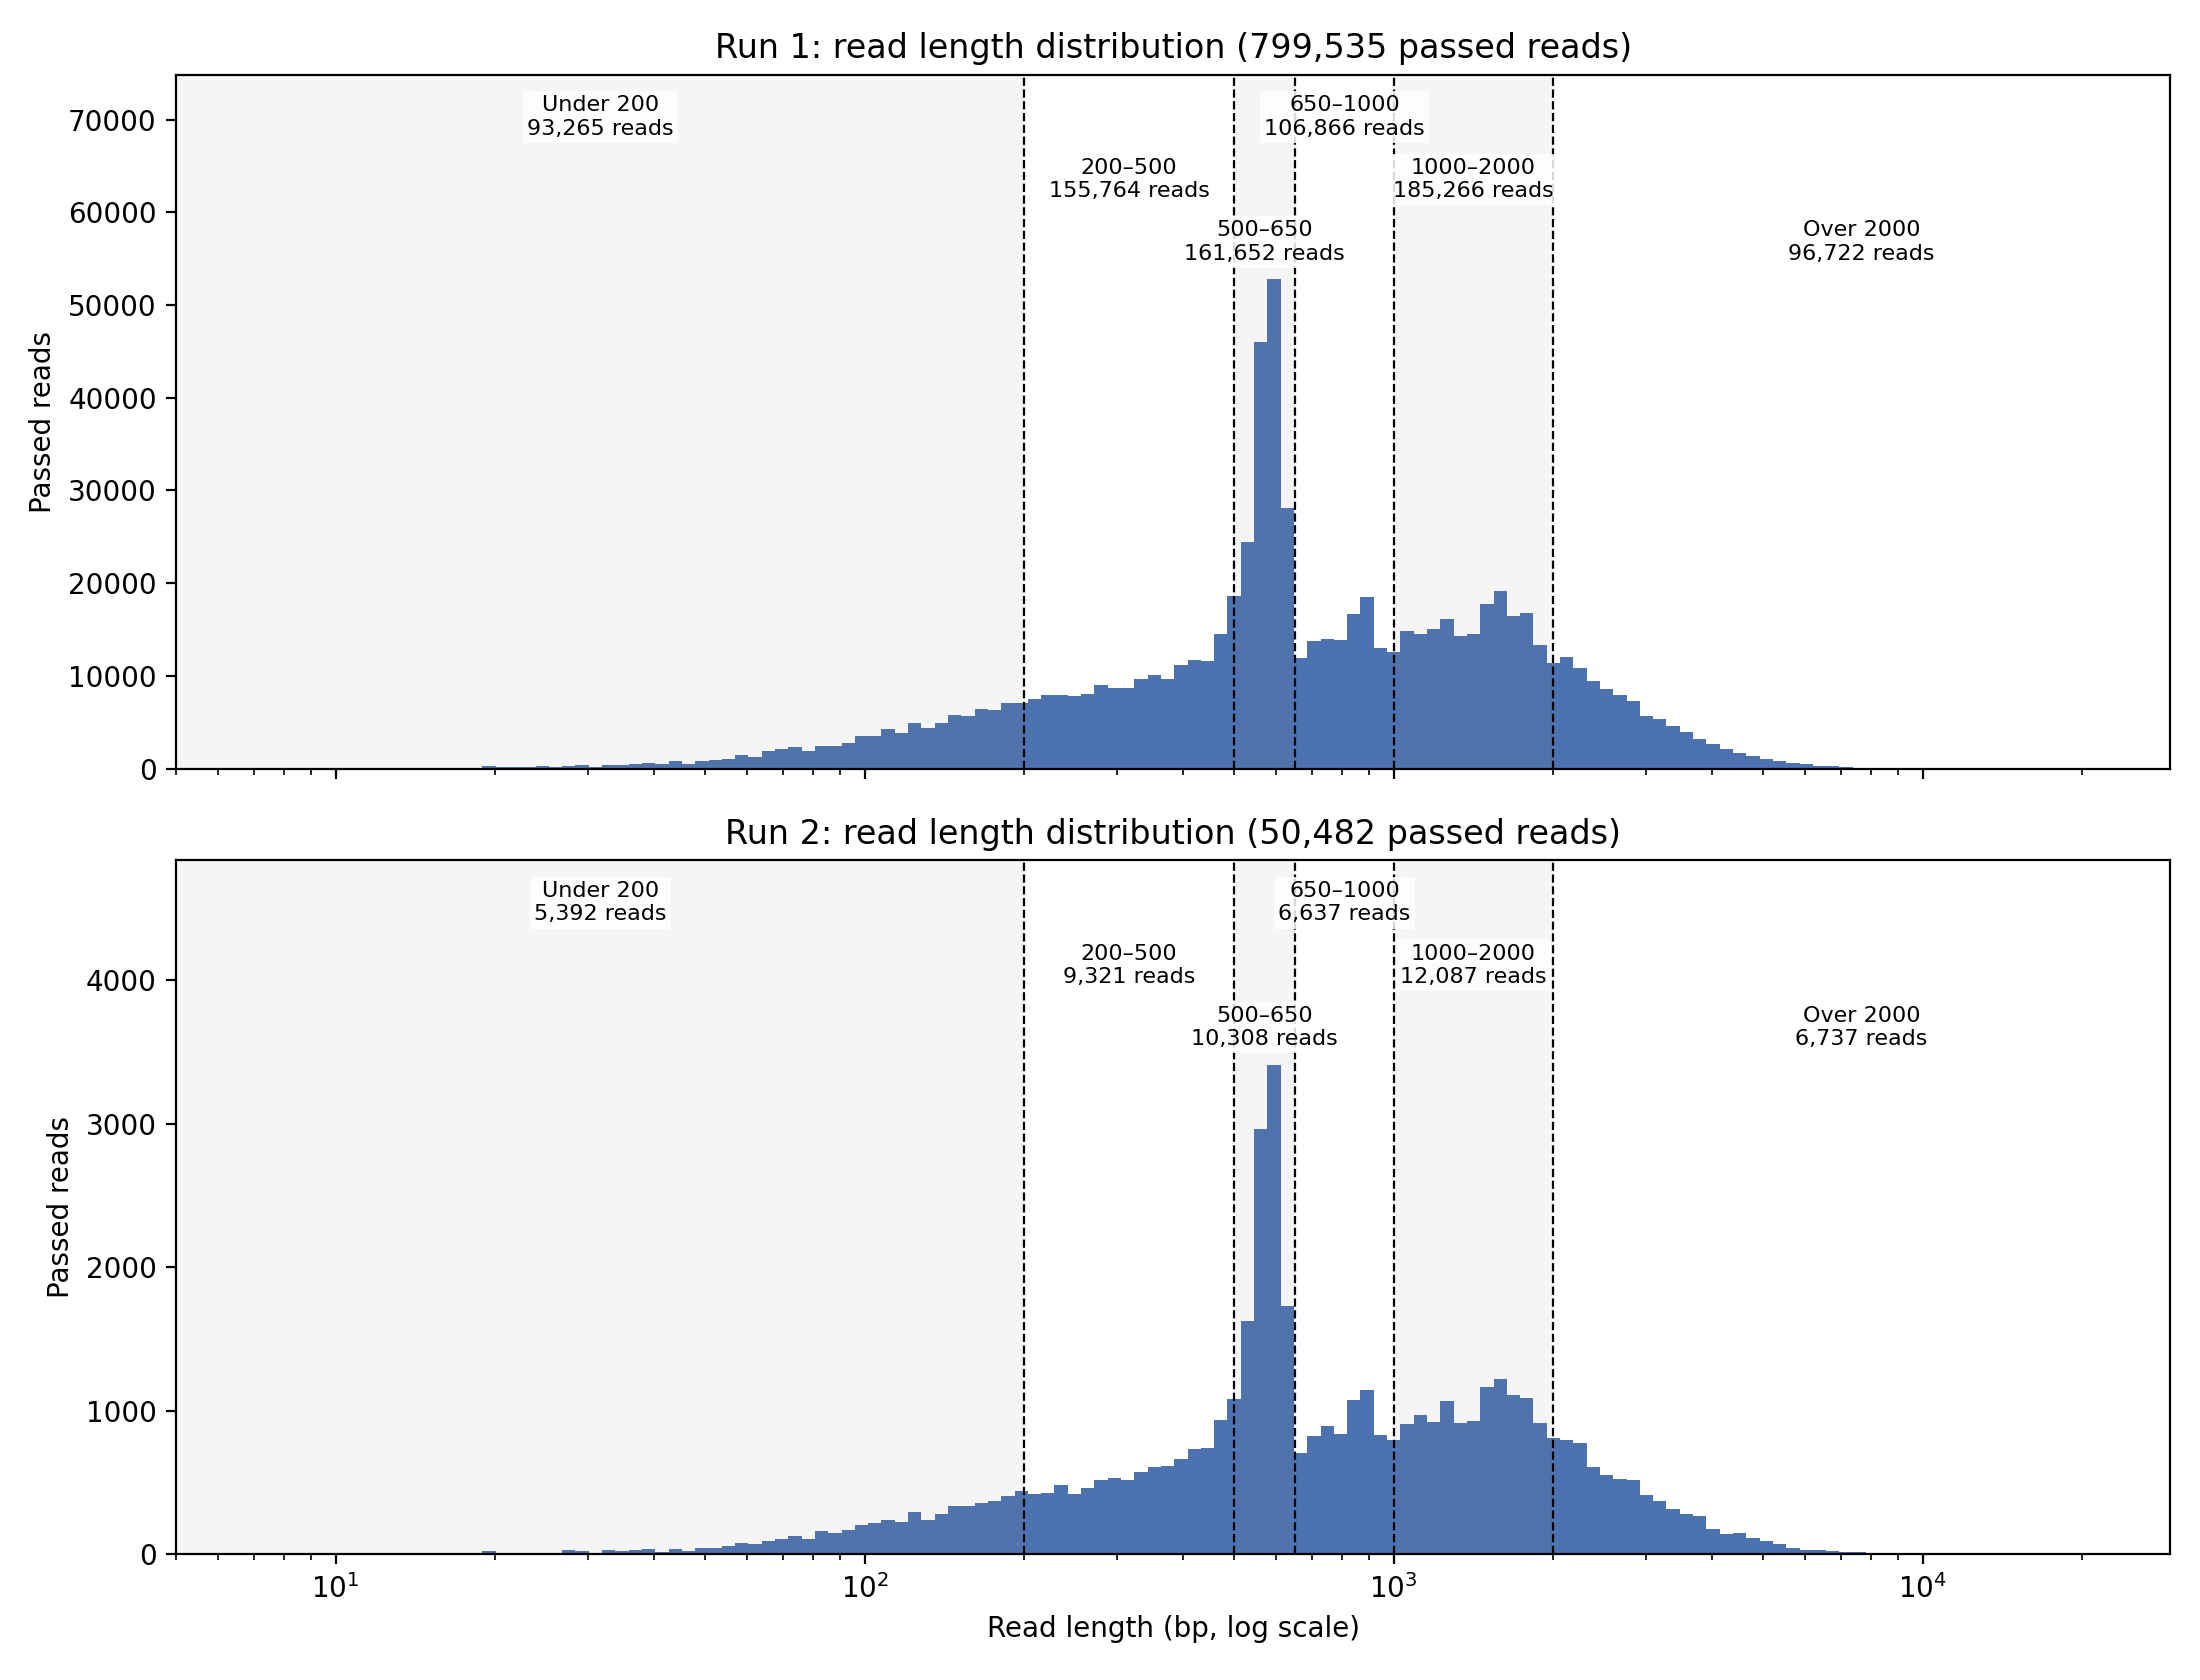 Run 1: read length distribution (799,535 passed reads)
Under 200
93,265 reads
650–1000
106,866 reads
200–500
155,764 reads
1000–2000
185,266 reads
500–650
161,652 reads
Over 2000
96,722 reads
70000
60000
50000
40000
30000
20000
10000
0
Passed reads
Run 2: read length distribution (50,482 passed reads)
Under 200
5,392 reads
650–1000
6,637 reads
200–500
9,321 reads
1000–2000
12,087 reads
500–650
10,308 reads
Over 2000
6,737 reads
4000
3000
2000
1000
0
Passed reads
10¹ 10² 10³ 10⁴
Read length (bp, log scale)